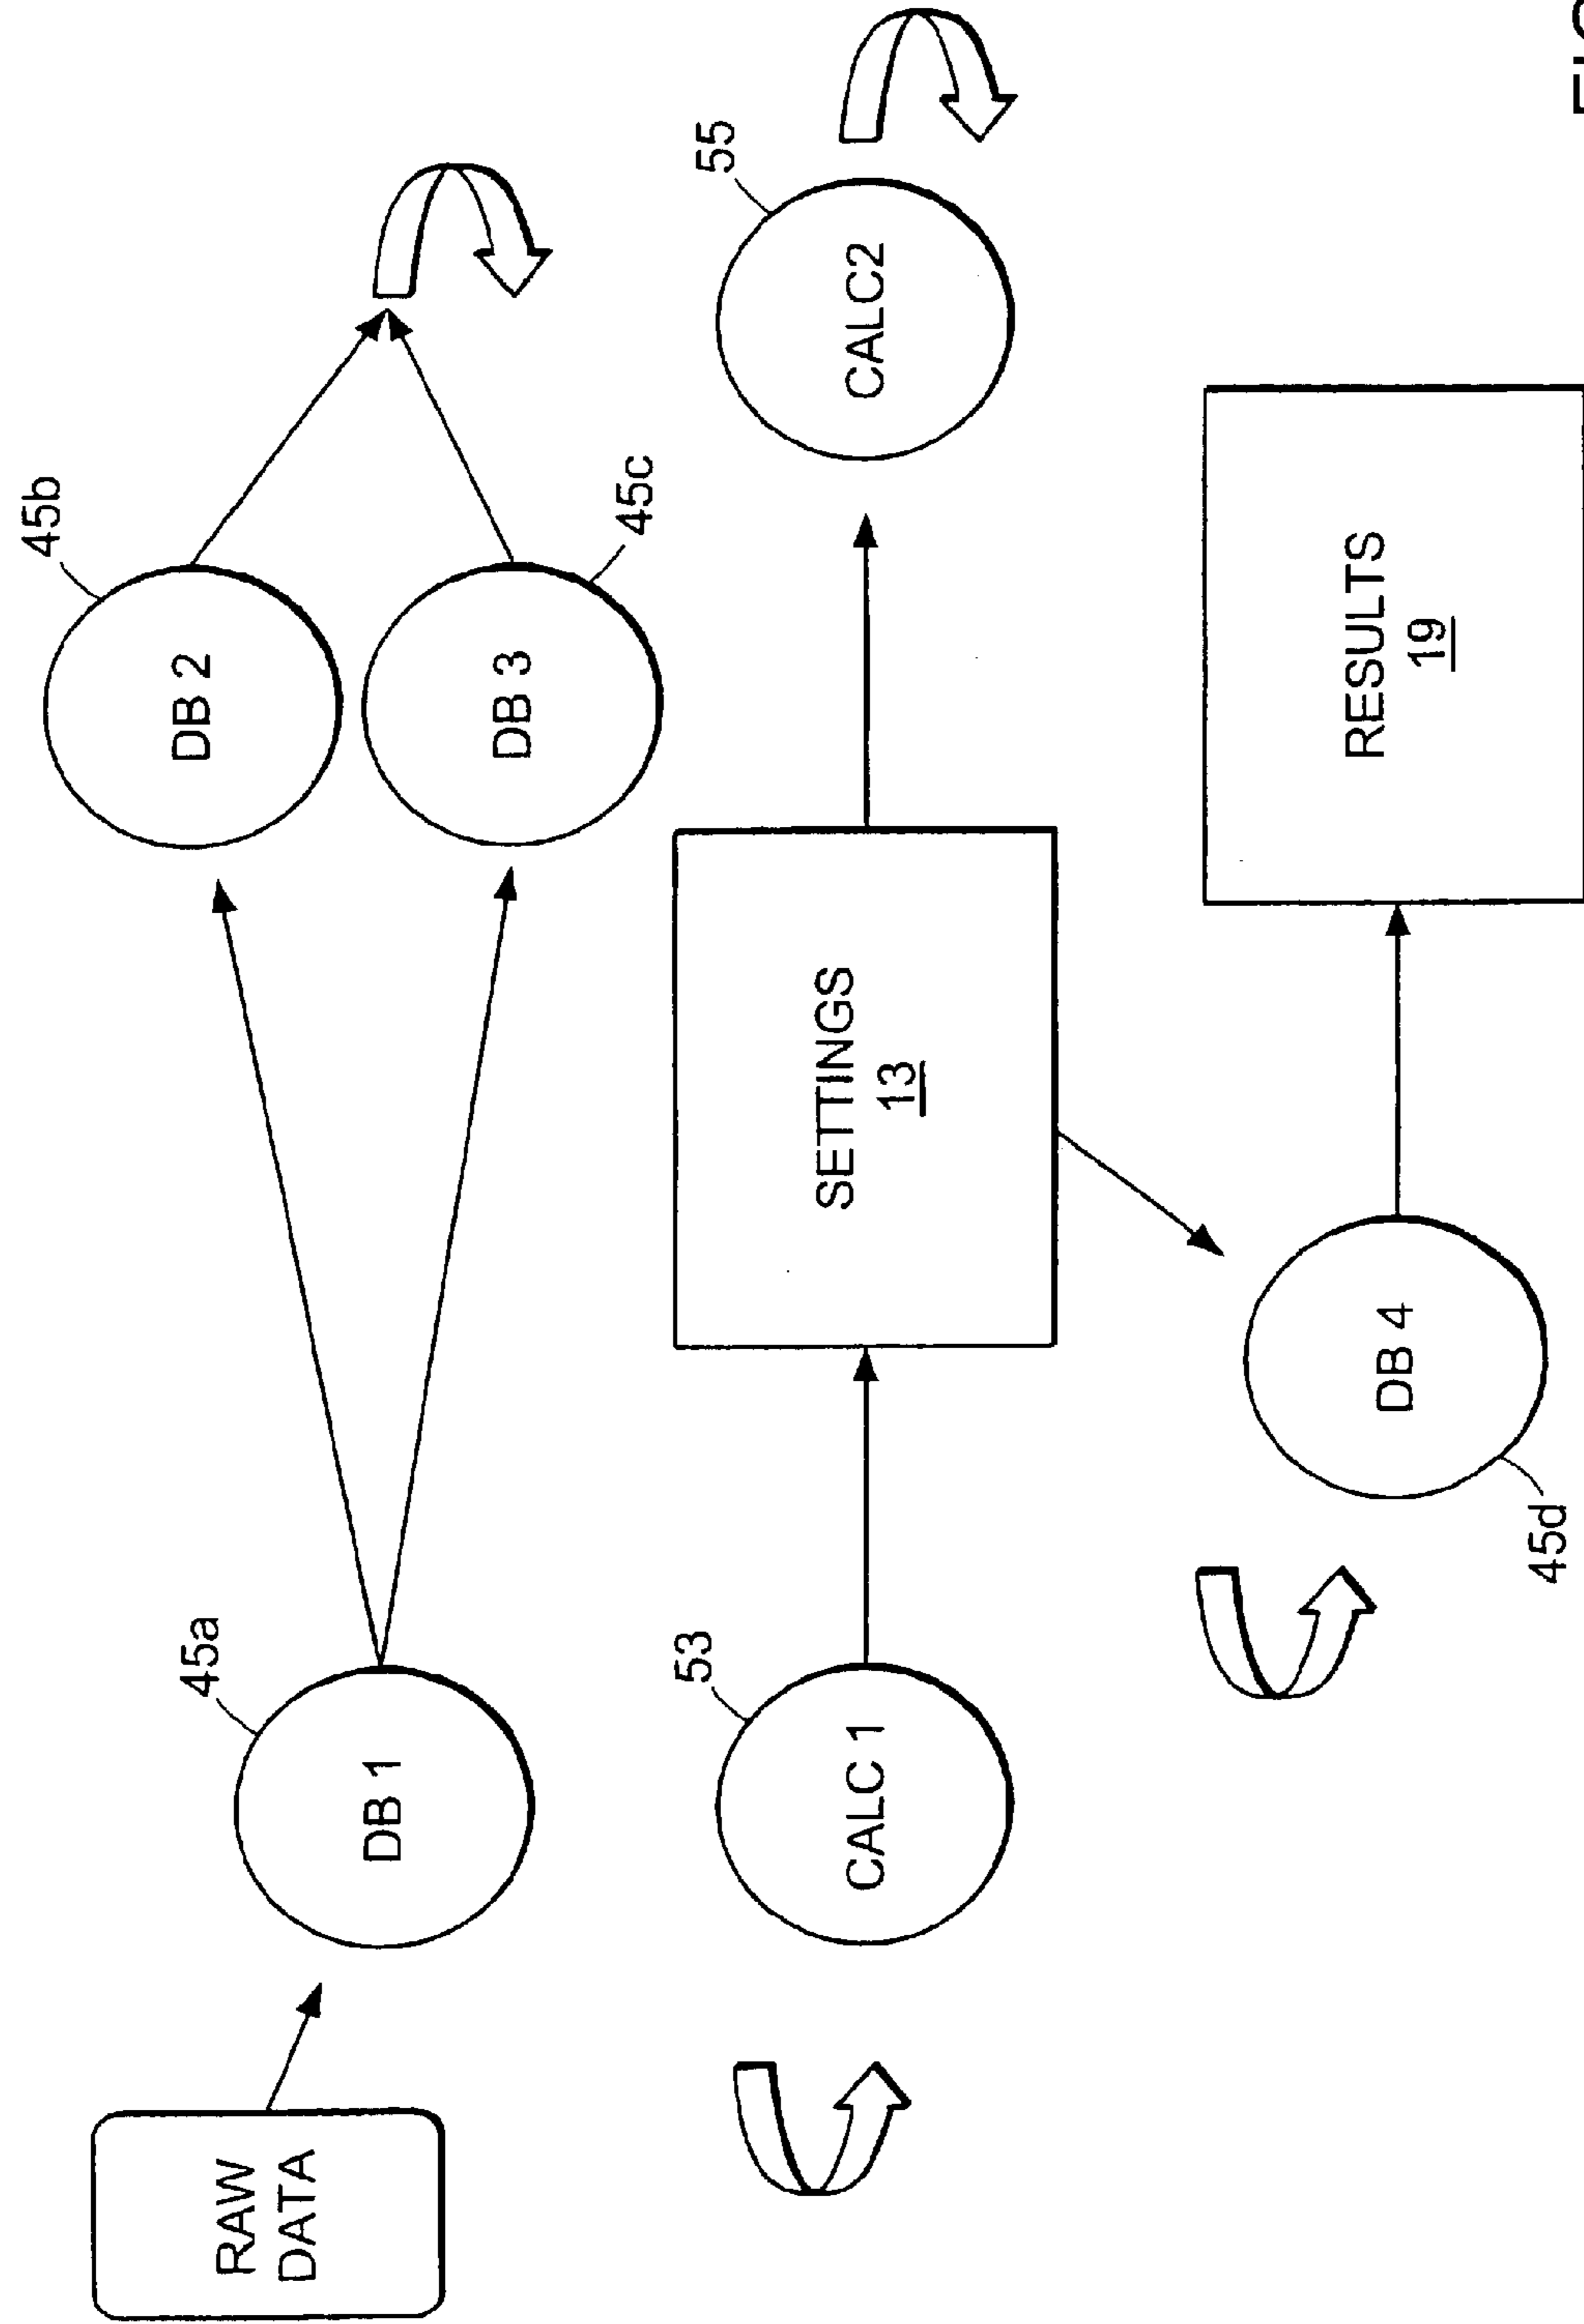 RAW
DATA
45a
DB 1
45b
DB 2
DB 3
45c
53
CALC 1
SETTINGS
13
55
CALC2
DB 4
45d
RESULTS
19